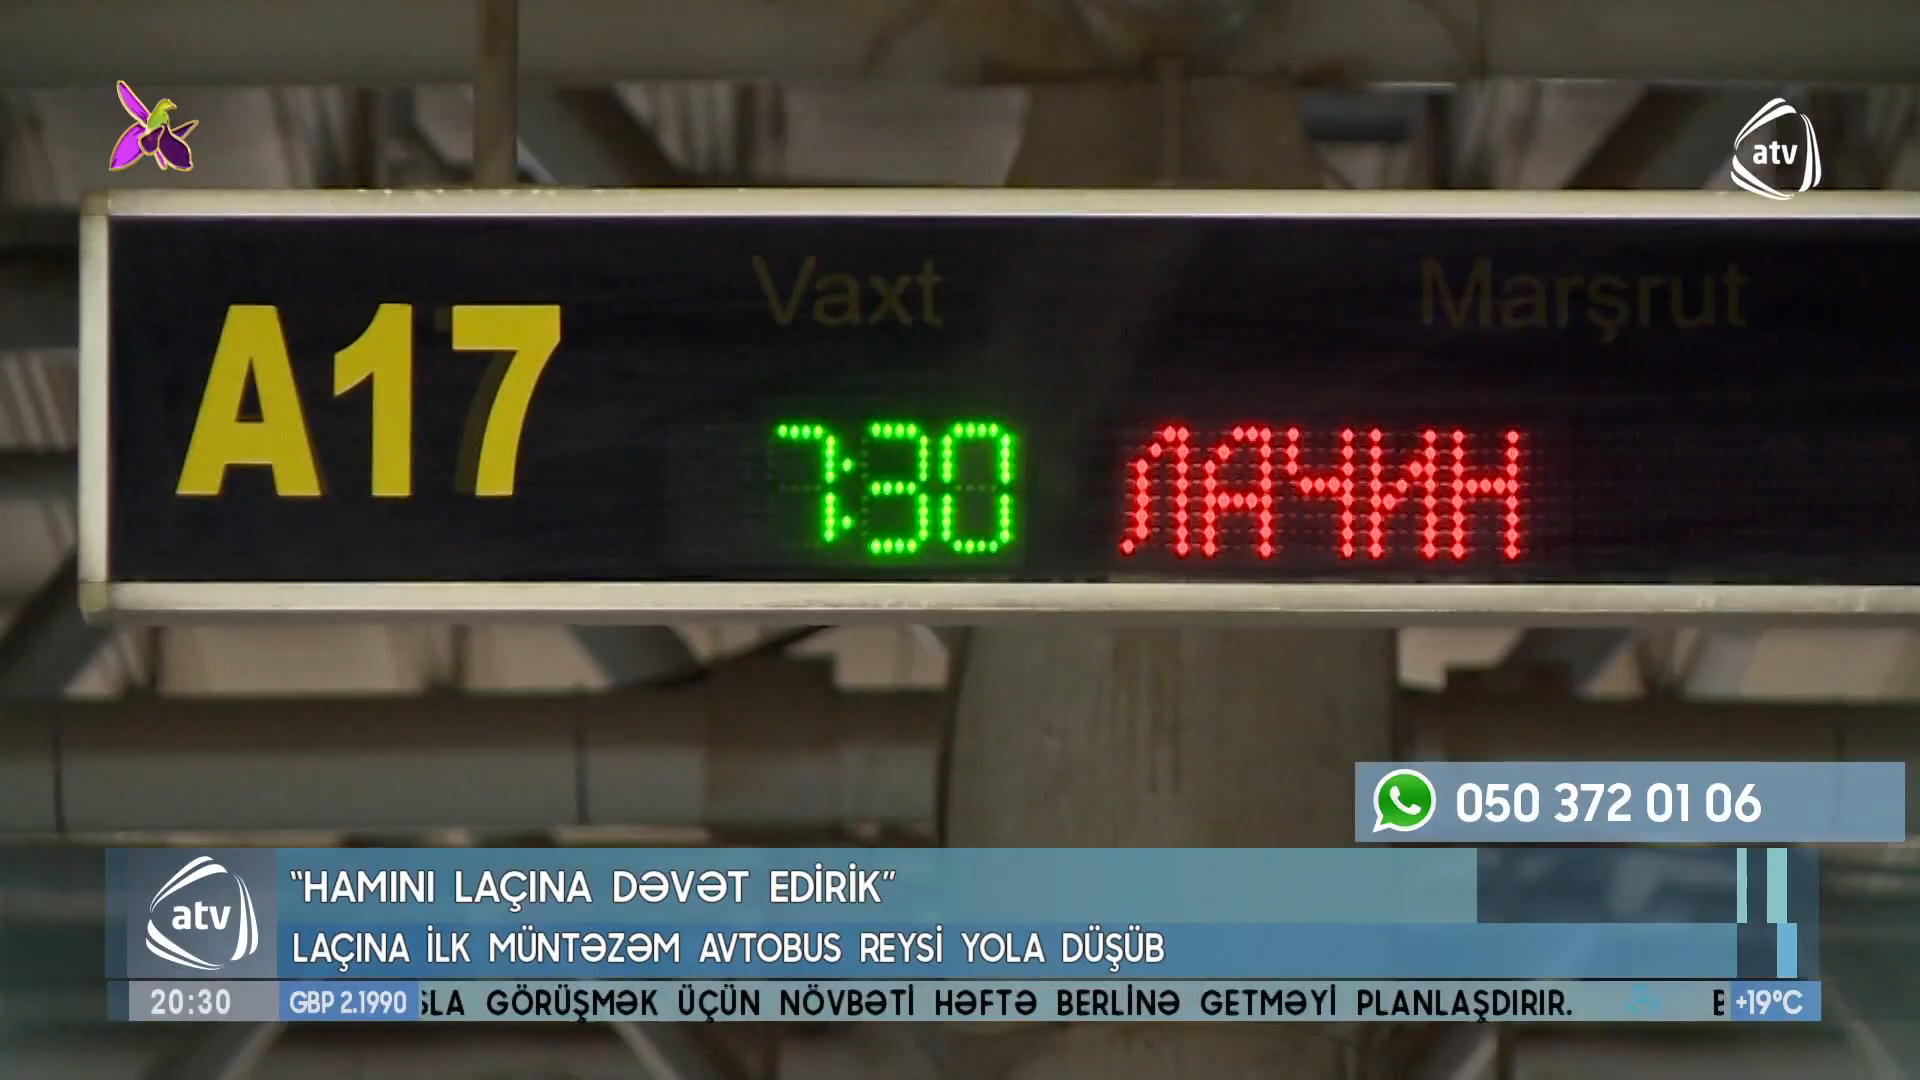 atv
Vaxt
Marşrut
A17
7:30
ЛАЧИН
050 372 01 06
atv
“HAMINI LAÇINA DƏVƏT EDİRİK”
LAÇINA İLK MÜNTƏZƏM AVTOBUS REYSİ YOLA DÜŞÜB
20:30
GBP 2.1990
GÖRÜŞMƏK ÜÇÜN NÖVBƏTİ HƏFTƏ BERLİNƏ GETMƏYİ PLANLAŞDIRIR.
+19°C